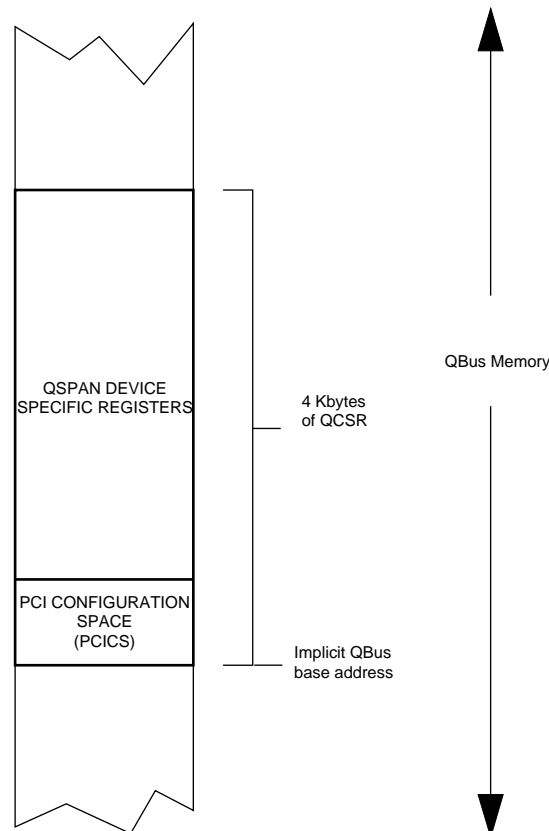 QBus Memory
QSPAN DEVICE
SPECIFIC REGISTERS
4 Kbytes
of QCSR
PCI CONFIGURATION
SPACE
(PCICS)
Implicit QBus
base address